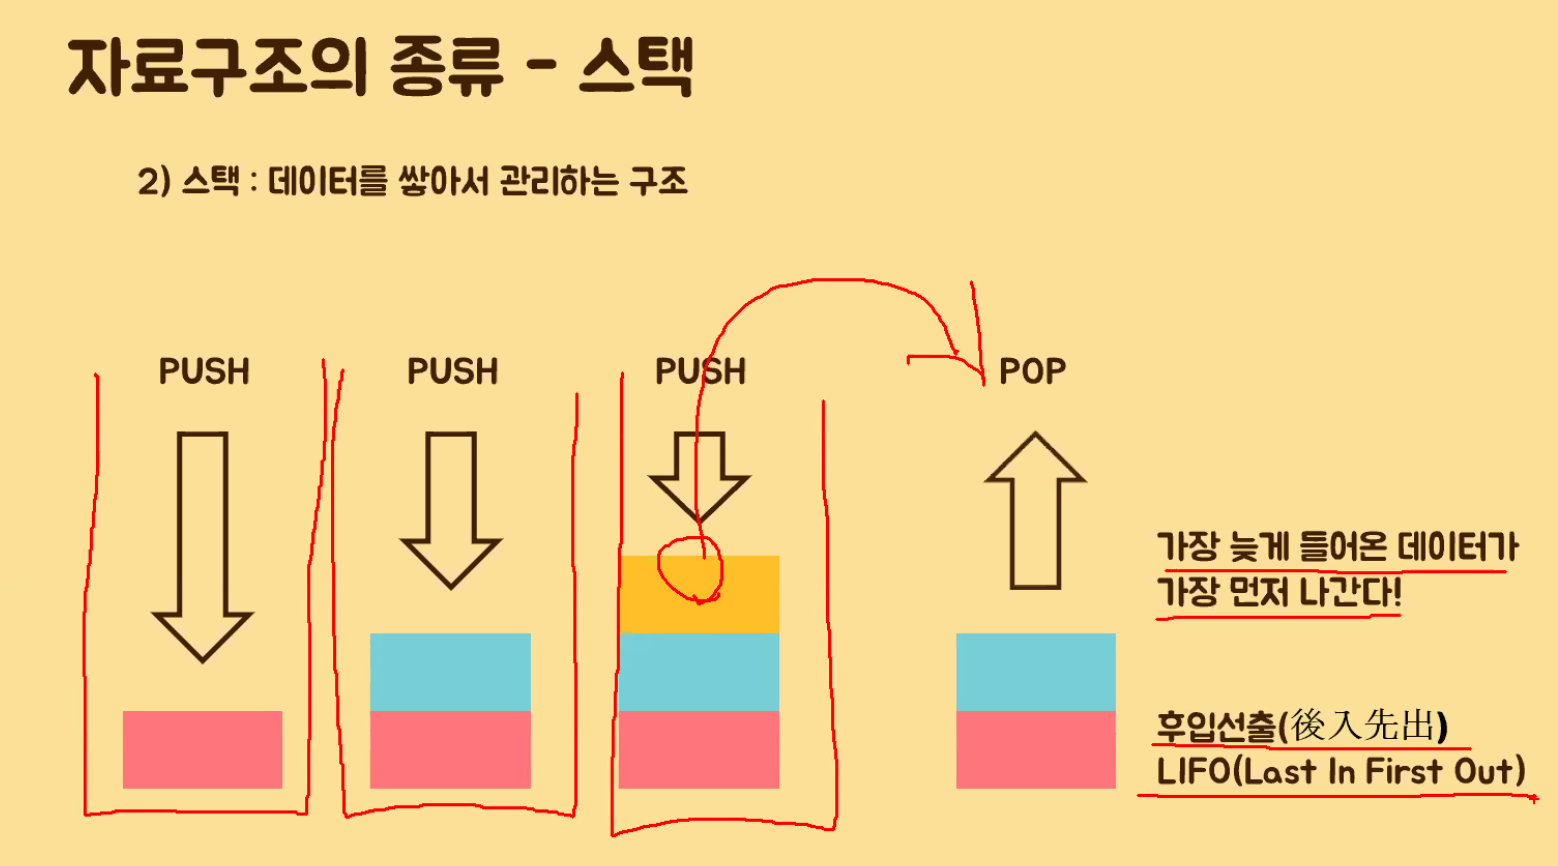 자료구조의 종류 - 스택
2) 스택 : 데이터를 쌓아서 관리하는 구조
PUSH
PUSH
PUSH
POP
가장 늦게 들어온 데이터가
가장 먼저 나간다!
후입선출(後入先出)
LIFO(Last In First Out)